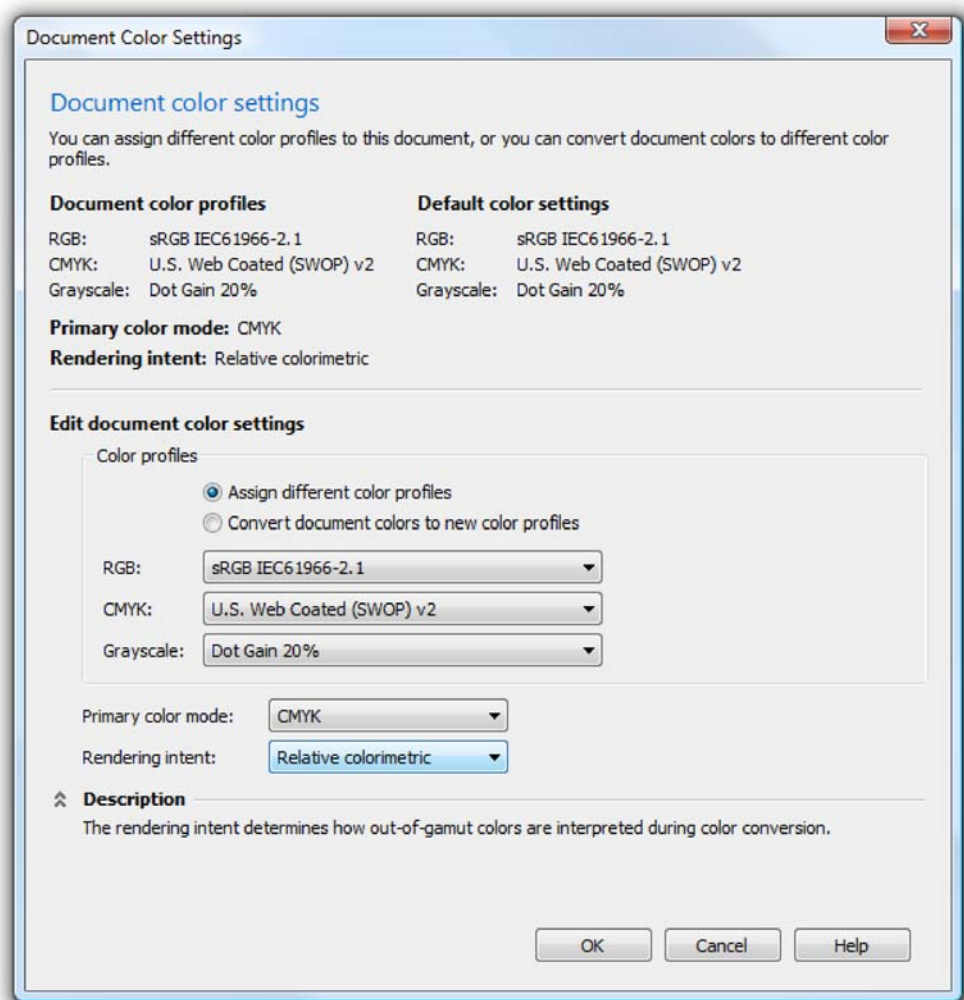 Document Color Settings
Document color settings
You can assign different color profiles to this document, or you can convert document colors to different color
profiles.
Document color profiles
RGB: sRGB IEC61966-2.1
CMYK: U.S. Web Coated (SWOP) v2
Grayscale: Dot Gain 20%
Default color settings
RGB: sRGB IEC61966-2.1
CMYK: U.S. Web Coated (SWOP) v2
Grayscale: Dot Gain 20%
Primary color mode: CMYK
Rendering intent: Relative colorimetric
Edit document color settings
Color profiles
Assign different color profiles
Convert document colors to new color profiles
RGB: sRGB IEC61966-2.1
CMYK: U.S. Web Coated (SWOP) v2
Grayscale: Dot Gain 20%
Primary color mode: CMYK
Rendering intent: Relative colorimetric
Description
The rendering intent determines how out-of-gamut colors are interpreted during color conversion.
OK Cancel Help